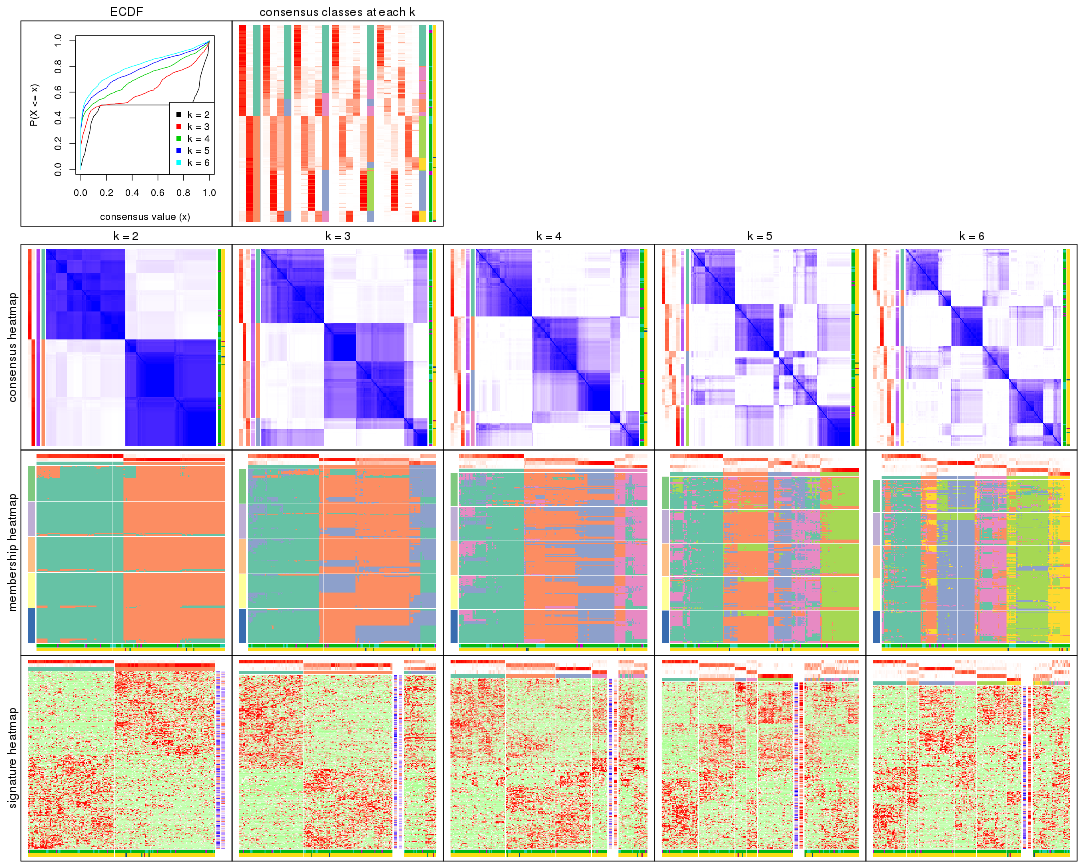 ECDF
consensus classes at each k
P(X <= x)
1.0
0.8
0.6
0.4
0.2
0.0
k = 2
k = 3
k = 4
k = 5
k = 6
0.0 0.2 0.4 0.6 0.8 1.0
consensus value (x)
k = 2
k = 3
k = 4
k = 5
k = 6
consensus heatmap
membership heatmap
signature heatmap